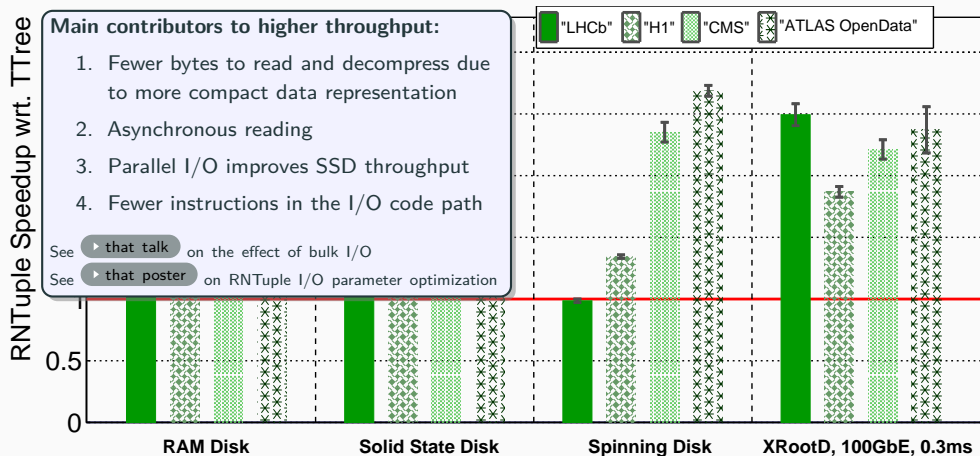 Main contributors to higher throughput:
1. Fewer bytes to read and decompress due
to more compact data representation
2. Asynchronous reading
3. Parallel I/O improves SSD throughput
4. Fewer instructions in the I/O code path
See that talk on the effect of bulk I/O
See that poster on RNTuple I/O parameter optimization
"LHCb" "H1" "CMS" "ATLAS OpenData"
RNTuple Speedup wrt. TTree
0.5
0
RAM Disk Solid State Disk Spinning Disk XRootD, 100GbE, 0.3ms